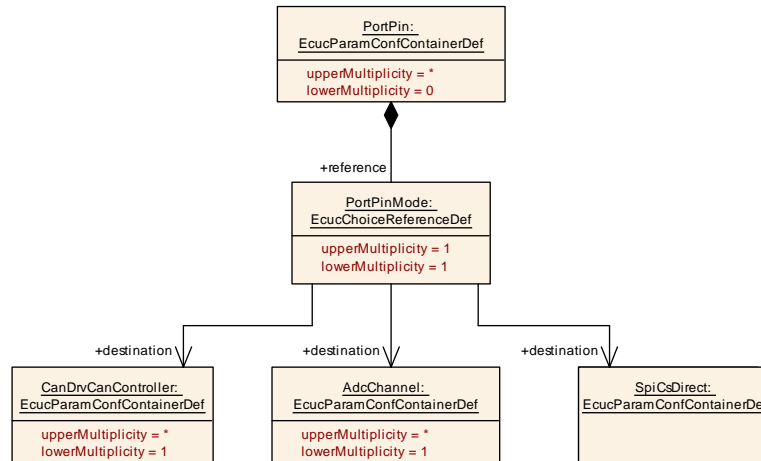 PortPin:
EcucParamConfContainerDef
upperMultiplicity = *
lowerMultiplicity = 0
+reference
PortPinMode:
EcucChoiceReferenceDef
upperMultiplicity = 1
lowerMultiplicity = 1
+destination
+destination
+destination
CanDrvCanController:
EcucParamConfContainerDef
upperMultiplicity = *
lowerMultiplicity = 1
AdcChannel:
EcucParamConfContainerDef
upperMultiplicity = *
lowerMultiplicity = 1
SpiCsDirect:
EcucParamConfContainerDe